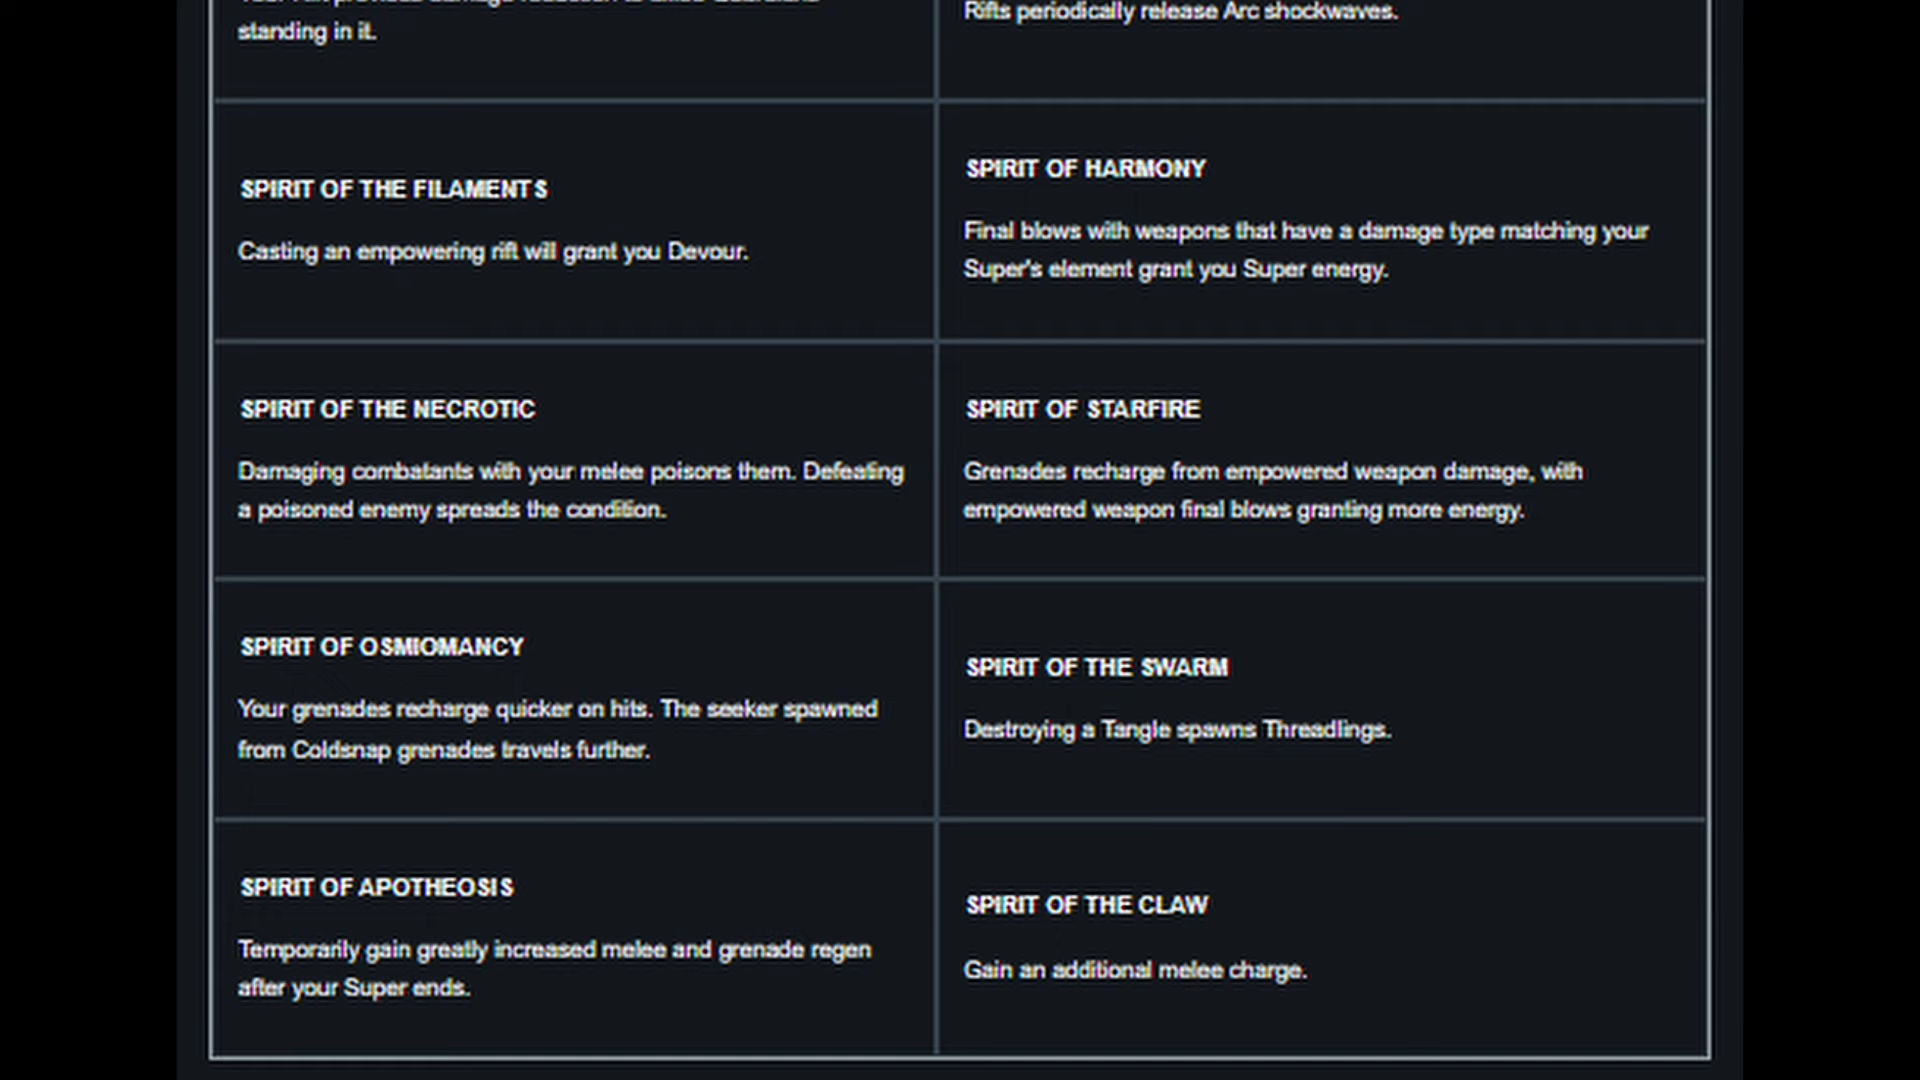 standing in it.
Rifts periodically release Arc shockwaves.
SPIRIT OF THE FILAMENTS
Casting an empowering rift will grant you Devour.
SPIRIT OF HARMONY
Final blows with weapons that have a damage type matching your
Super's element grant you Super energy.
SPIRIT OF THE NECROTIC
Damaging combatants with your melee poisons them. Defeating
a poisoned enemy spreads the condition.
SPIRIT OF STARFIRE
Grenades recharge from empowered weapon damage, with
empowered weapon final blows granting more energy.
SPIRIT OF OSMIOMANCY
Your grenades recharge quicker on hits. The seeker spawned
from Coldsnap grenades travels further.
SPIRIT OF THE SWARM
Destroying a Tangle spawns Threadlings.
SPIRIT OF APOTHEOSIS
Temporarily gain greatly increased melee and grenade regen
after your Super ends.
SPIRIT OF THE CLAW
Gain an additional melee charge.